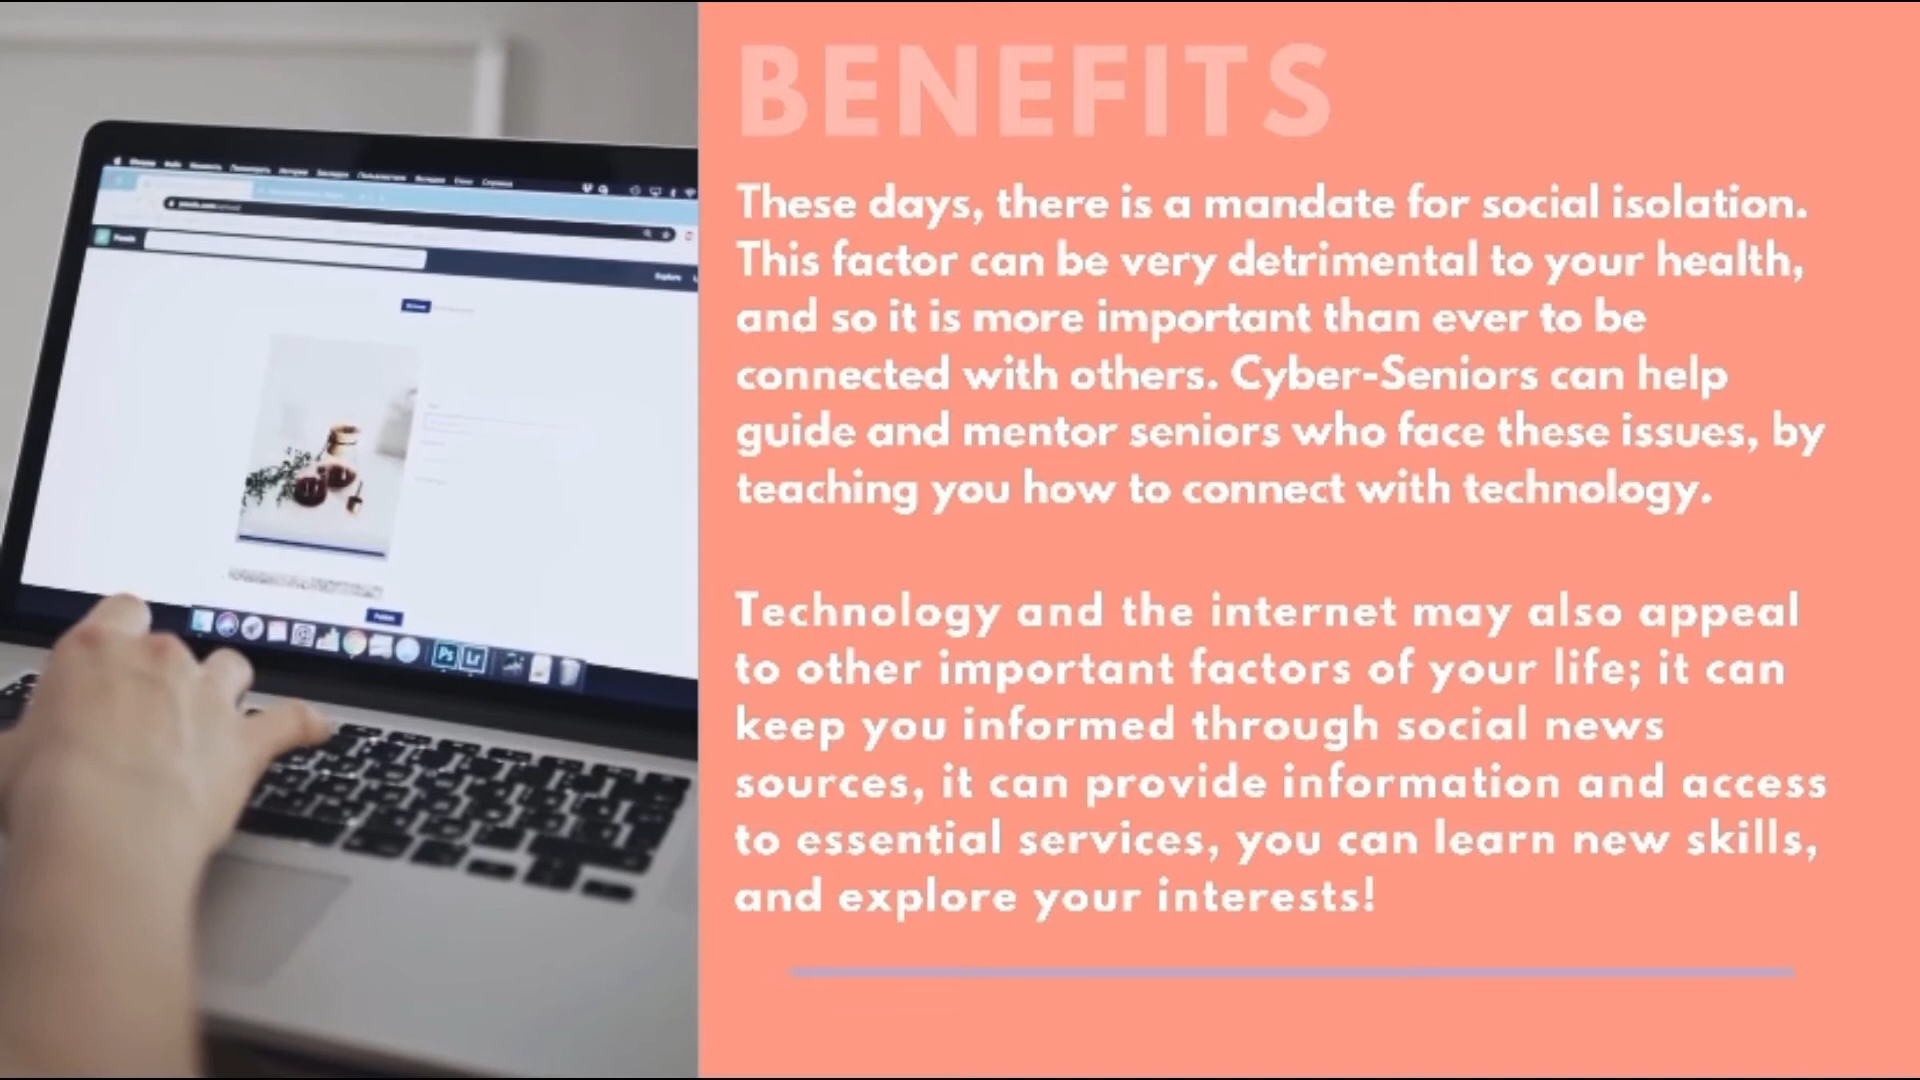 BENEFITS
These days, there is a mandate for social isolation.
This factor can be very detrimental to your health,
and so it is more important than ever to be
connected with others. Cyber-Seniors can help
guide and mentor seniors who face these issues, by
teaching you how to connect with technology.
Technology and the internet may also appeal
to other important factors of your life; it can
keep you informed through social news
sources, it can provide information and access
to essential services, you can learn new skills,
and explore your interests!
Ps
Lr